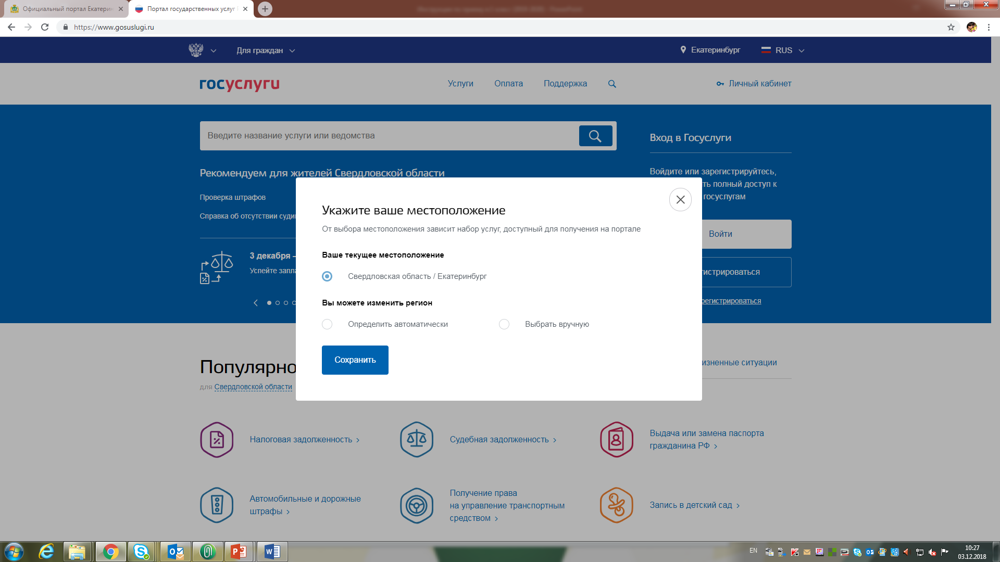 Официальный портал Екатерин
Портал государственных услуг
https://www.gosuslugi.ru
Для граждан
Екатеринбург
RUS
госуслуги
Услуги
Оплата
Поддержка
Личный кабинет
Введите название услуги или ведомства
Вход в Госуслуги
Рекомендуем для жителей Свердловской области
Войдите или зарегистрируйтесь,
ть полный доступ к
госуслугам
Проверка штрафов
Справка об отсутствии суди
Укажите ваше местоположение
От выбора местоположения зависит набор услуг, доступный для получения на портале
Войти
Ваше текущее местоположение
3 декабря –
Успейте запла
Свердловская область / Екатеринбург
гистрироваться
Вы можете изменить регион
регистрироваться
Определить автоматически
Выбрать вручную
Сохранить
Популярно
изненные ситуации
для Свердловской области
Налоговая задолженность
Судебная задолженность
Выдача или замена паспорта
гражданина РФ
Автомобильные и дорожные
штрафы
Получение права
на управление транспортным
средством
Запись в детский сад
EN
10:27
03.12.2018